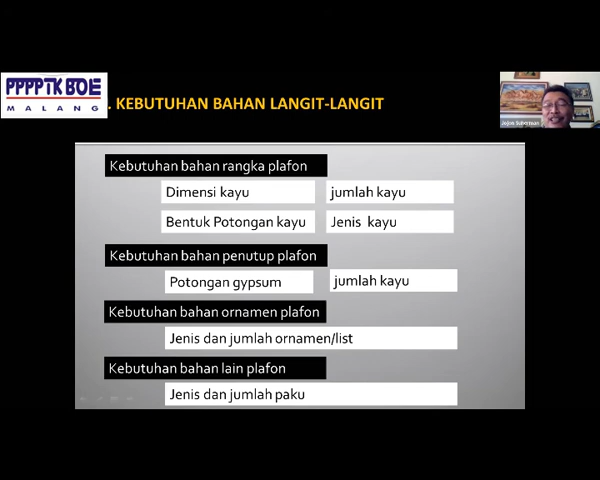 PPPPTK BOE
MALANG
. KEBUTUHAN BAHAN LANGIT-LANGIT
Jojon Suherman
Kebutuhan bahan rangka plafon
Dimensi kayu jumlah kayu
Bentuk Potongan kayu Jenis kayu
Kebutuhan bahan penutup plafon
Potongan gypsum jumlah kayu
Kebutuhan bahan ornamen plafon
Jenis dan jumlah ornamen/list
Kebutuhan bahan lain plafon
Jenis dan jumlah paku